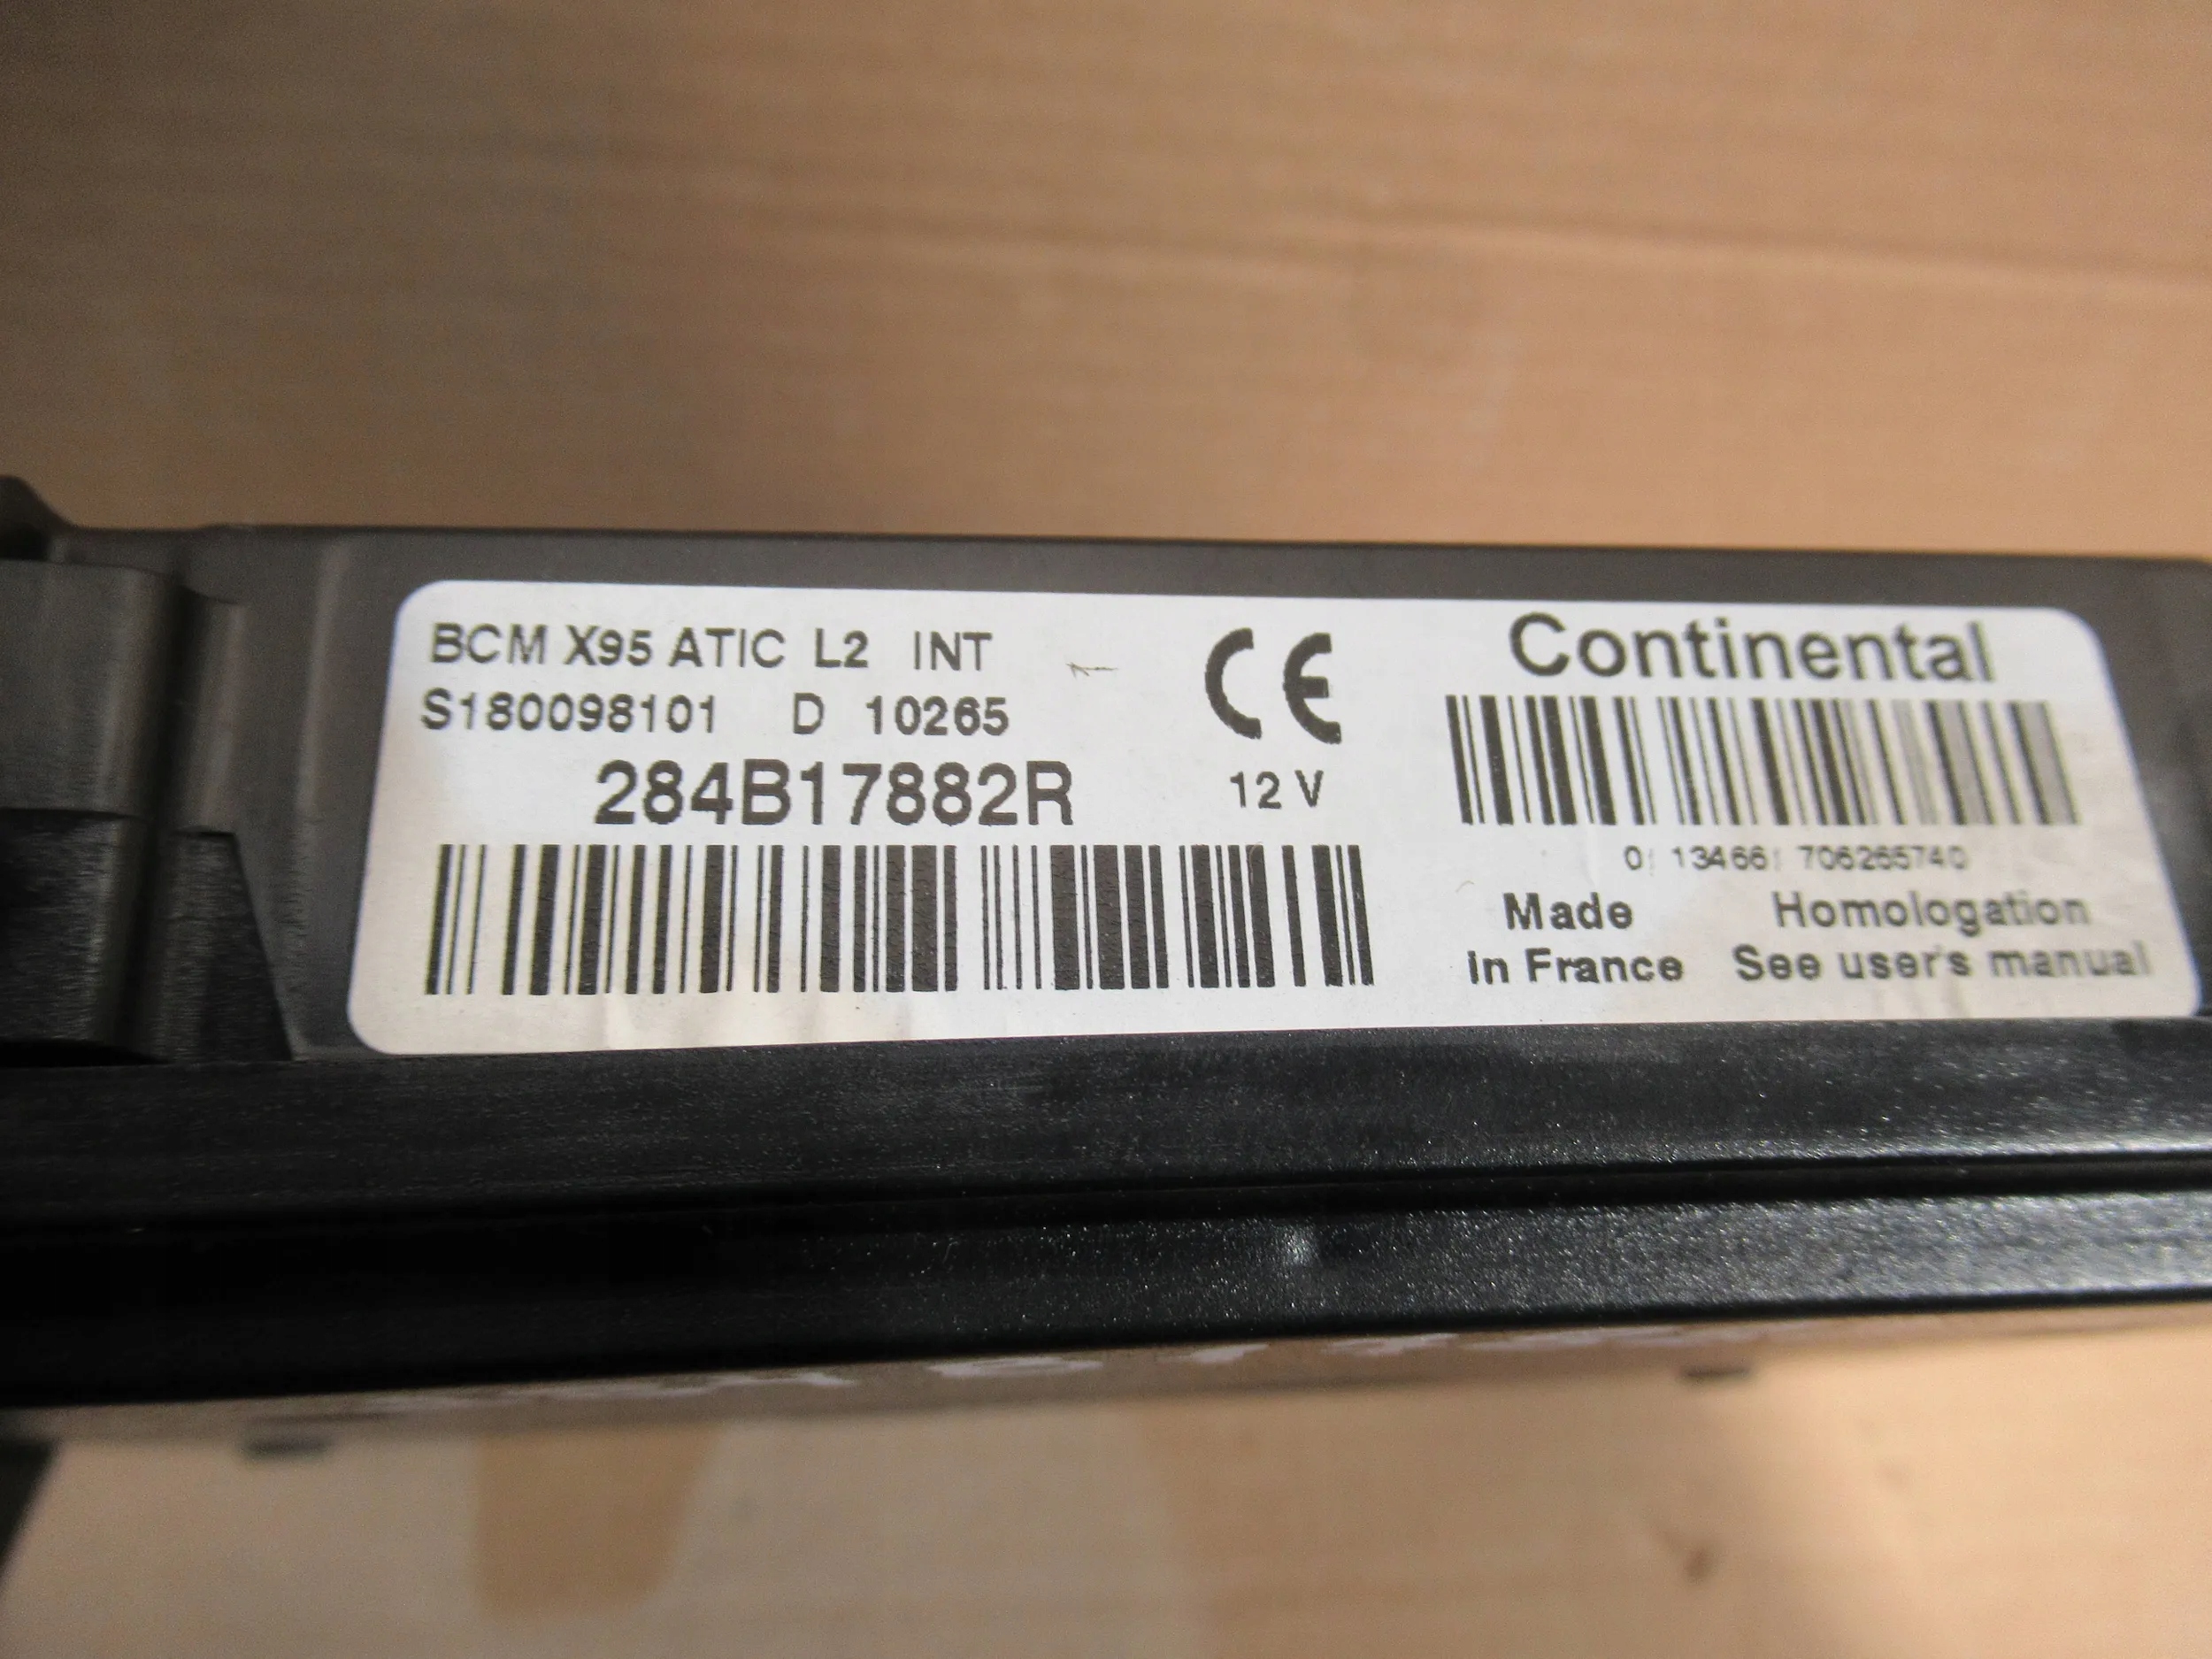 BCM X95 ATIC L2 INT
S180098101 D 10265
284B17882R
CE
12 V
Continental
0 13466 706265740
Made
in France
Homologation
See user's manual